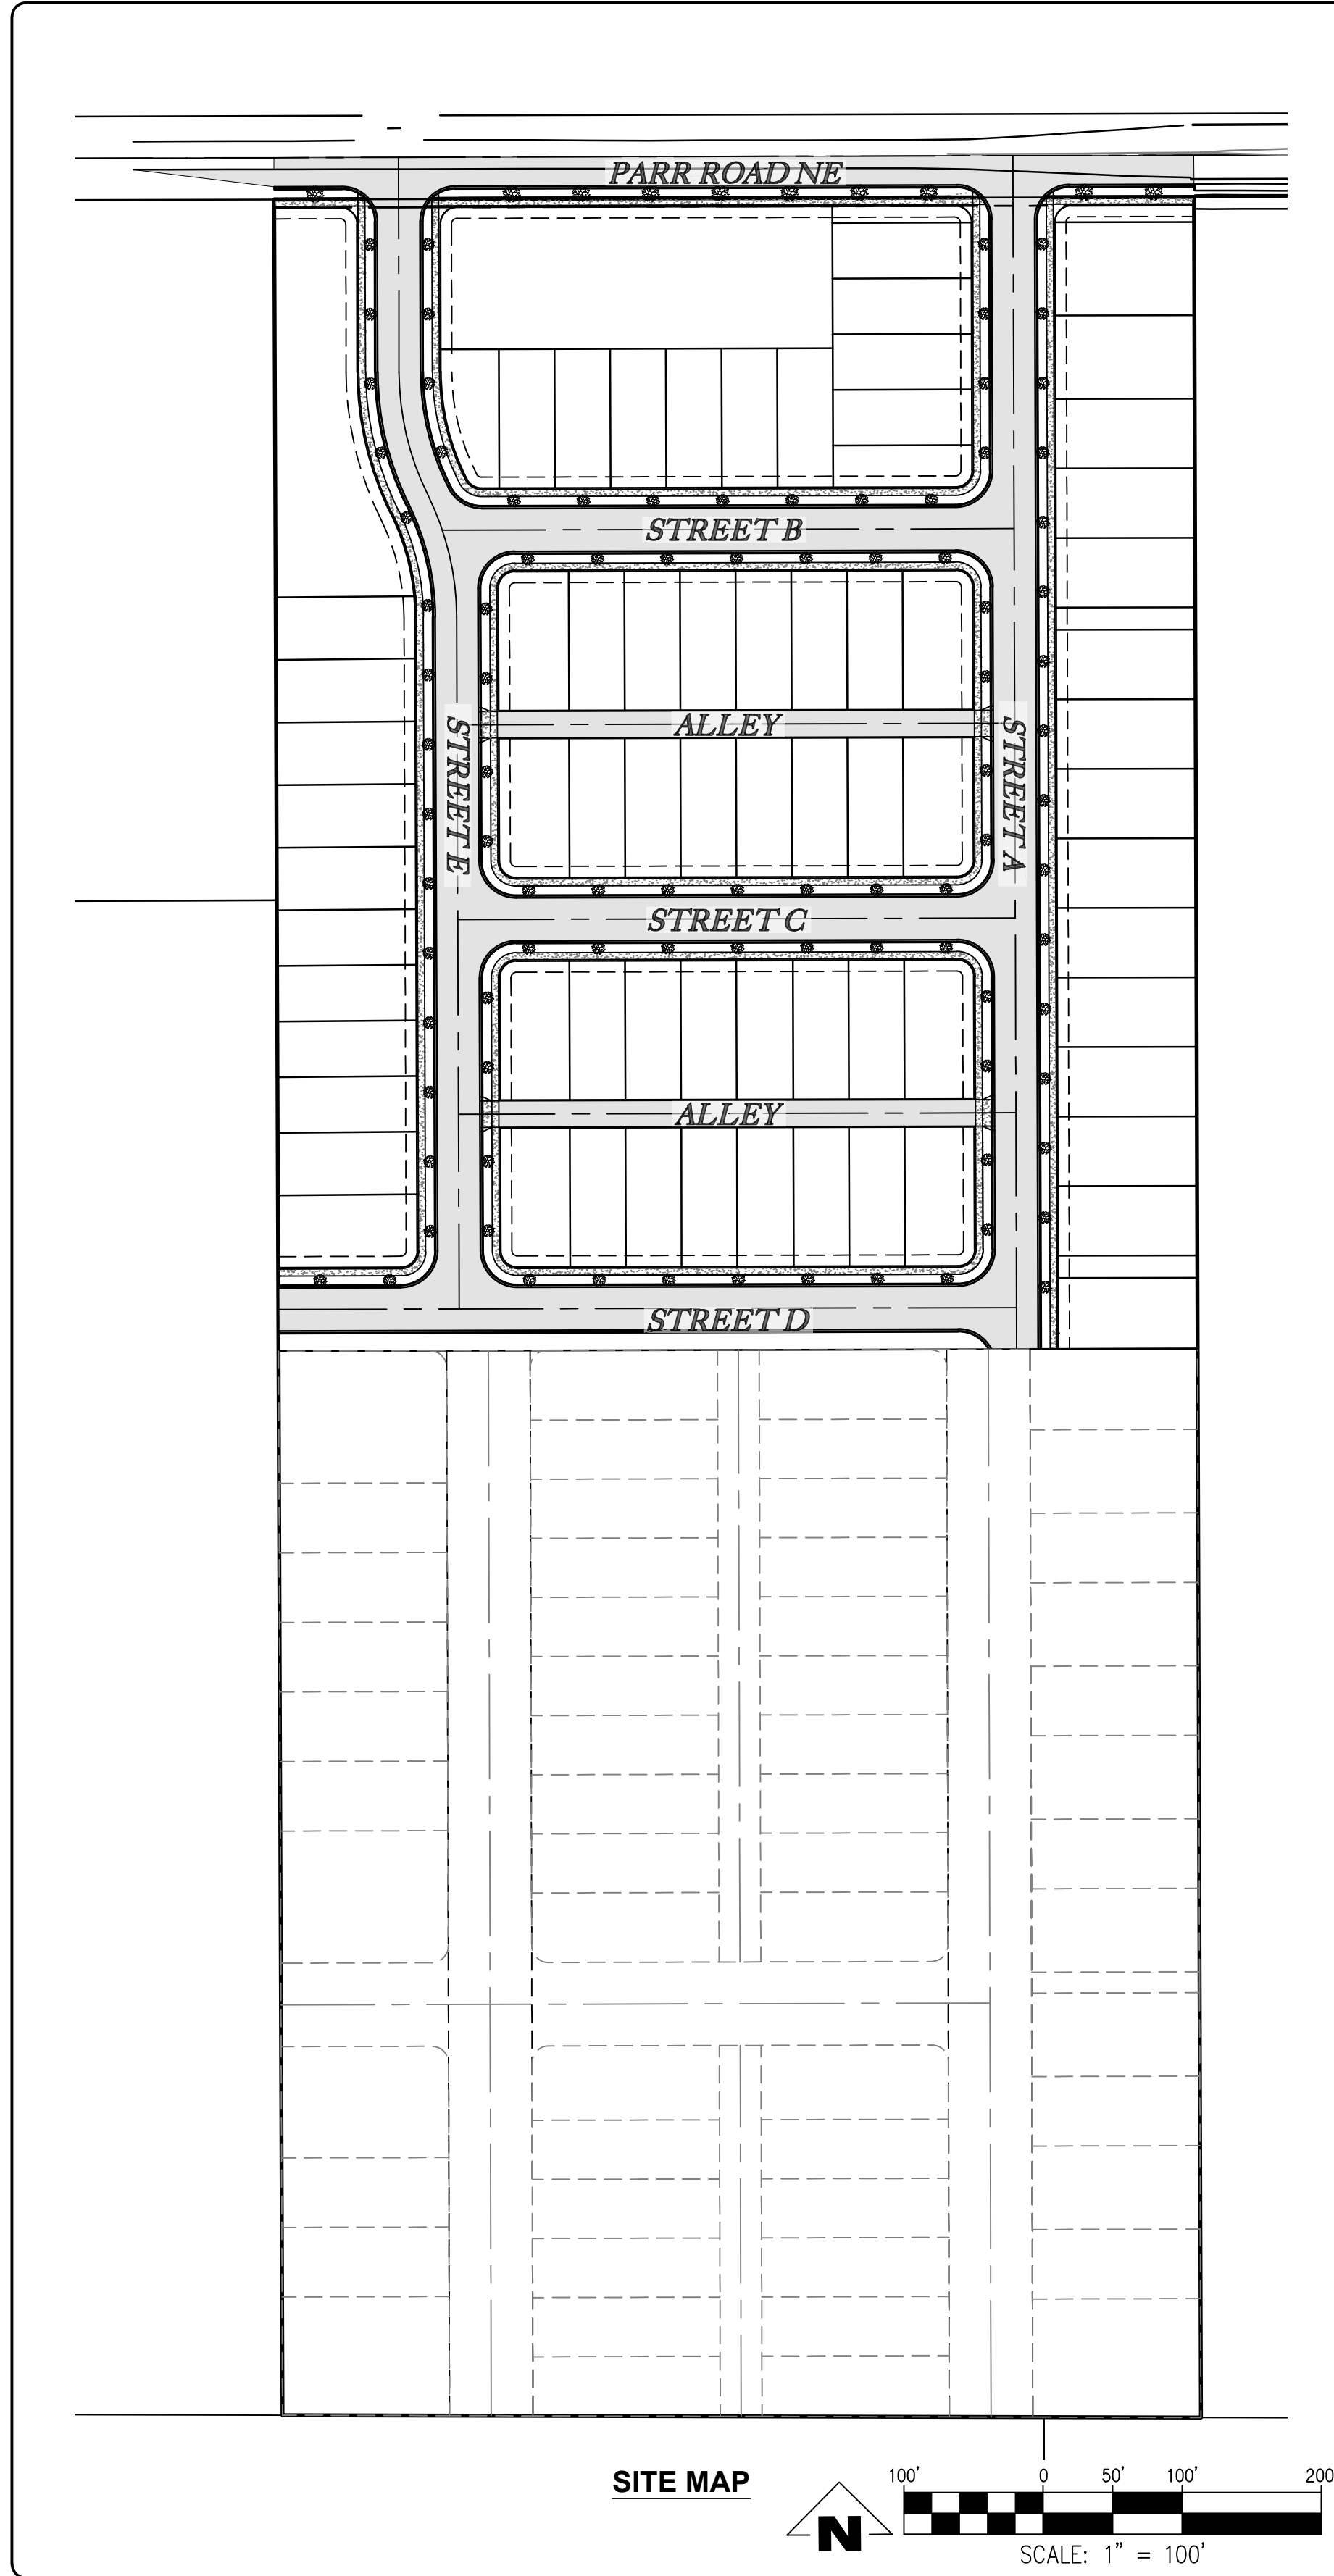 PARR ROAD NE
STREET B
ALLEY
STREET E
STREET A
STREET C
ALLEY
STREET D
SITE MAP
N
100' 0 50' 100' 200
SCALE: 1" = 100'